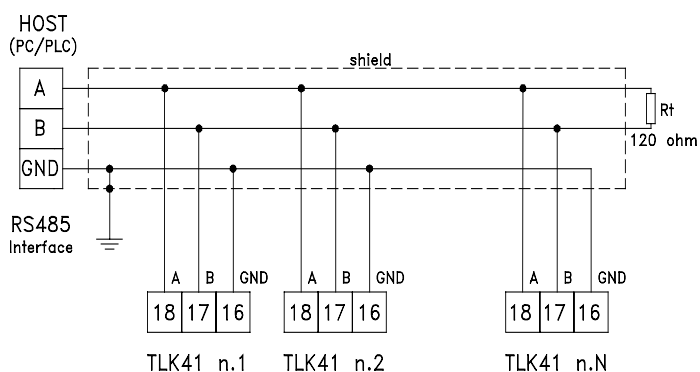 HOST
(PC/PLC)
shield
A
B
GND
Rt
120 ohm
RS485
Interface
A B GND
A B GND
A B GND
18 17 16
18 17 16
18 17 16
TLK41 n.1
TLK41 n.2
TLK41 n.N